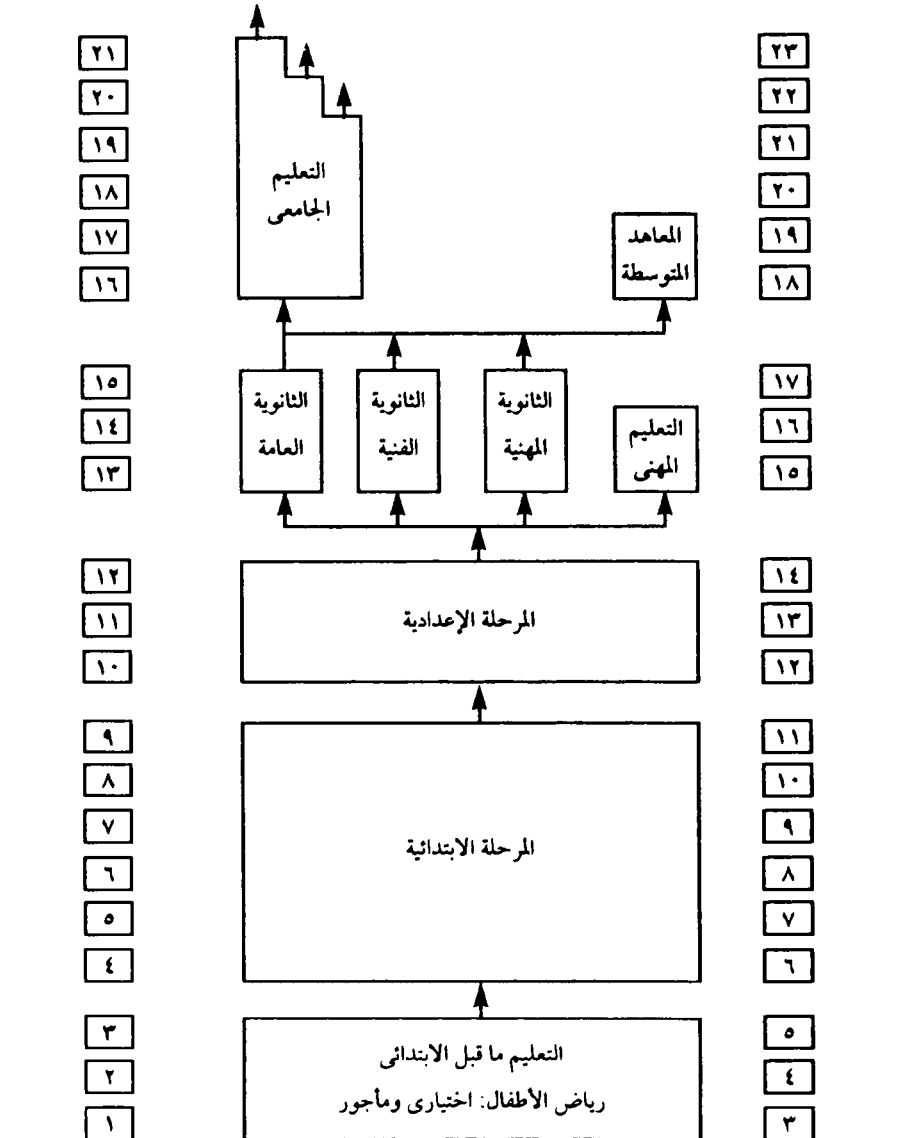 ٢٣
٢٢
٢١
٢٠
١٩
١٨
١٧
١٦
١٥
١٤
١٣
١٢
١١
١٠
٩
٨
٧
٦
٥
٤
٣
التعليم
الجامعى
المعاهد
المتوسطة
الثانوية
العامة
الثانوية
الفنية
الثانوية
المهنية
التعليم
المهنى
المرحلة الإعدادية
المرحلة الابتدائية
التعليم ما قبل الابتدائى
رياض الأطفال: اختيارى ومأجور
٢١
٢٠
١٩
١٨
١٧
١٦
١٥
١٤
١٣
١٢
١١
١٠
٩
٨
٧
٦
٥
٤
٣
٢
١